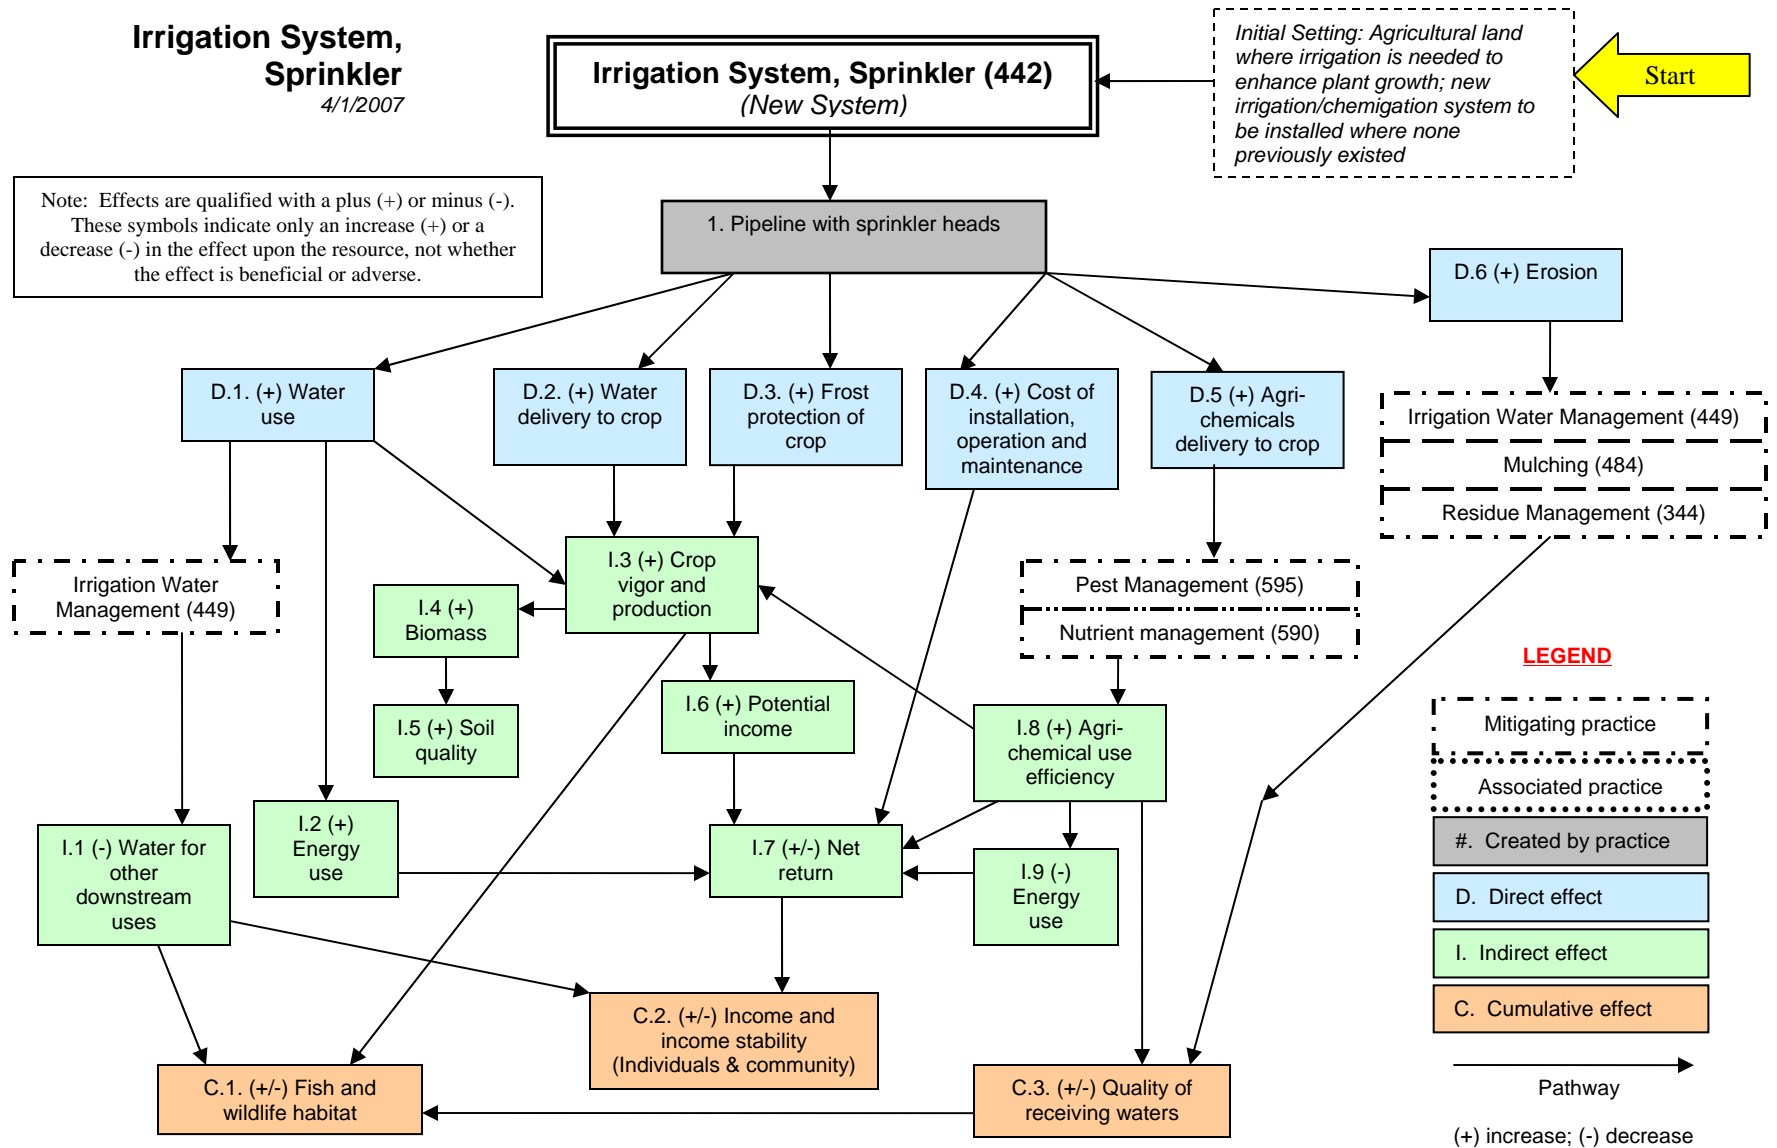 Irrigation System,
Sprinkler
4/1/2007
Irrigation System, Sprinkler (442)
(New System)
Initial Setting: Agricultural land
where irrigation is needed to
enhance plant growth; new
irrigation/chemigation system to
be installed where none
previously existed
Start
Note: Effects are qualified with a plus (+) or minus (-).
These symbols indicate only an increase (+) or a
decrease (-) in the effect upon the resource, not whether
the effect is beneficial or adverse.
1. Pipeline with sprinkler heads
D.6 (+) Erosion
D.1. (+) Water
use
D.2. (+) Water
delivery to crop
D.3. (+) Frost
protection of
crop
D.4. (+) Cost of
installation,
operation and
maintenance
D.5 (+) Agri-
chemicals
delivery to crop
Irrigation Water Management (449)
Mulching (484)
Residue Management (344)
Irrigation Water
Management (449)
I.3 (+) Crop
vigor and
production
I.4 (+)
Biomass
Pest Management (595)
Nutrient management (590)
I.5 (+) Soil
quality
I.6 (+) Potential
income
I.8 (+) Agri-
chemical use
efficiency
I.1 (-) Water for
other
downstream
uses
I.2 (+)
Energy
use
I.7 (+/-) Net
return
I.9 (-)
Energy
use
C.2. (+/-) Income and
income stability
(Individuals & community)
C.1. (+/-) Fish and
wildlife habitat
C.3. (+/-) Quality of
receiving waters
LEGEND
Mitigating practice
Associated practice
#. Created by practice
D. Direct effect
I. Indirect effect
C. Cumulative effect
Pathway
(+) increase; (-) decrease